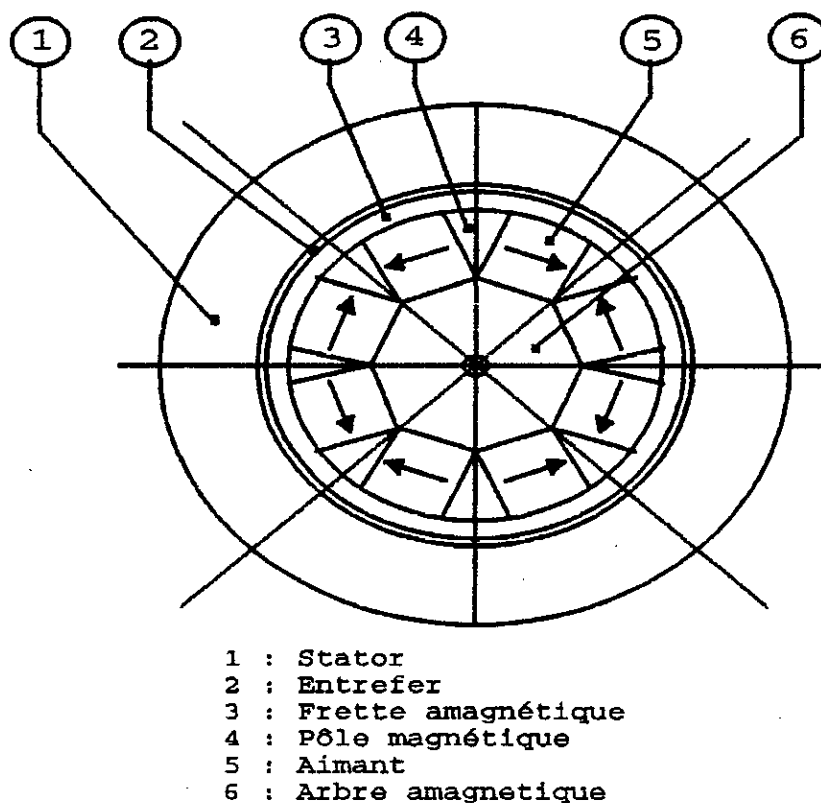 1 2 3 4 5 6
1 : Stator
2 : Entrefer
3 : Frette amagnétique
4 : Pôle magnétique
5 : Aimant
6 : Arbre amagnetique